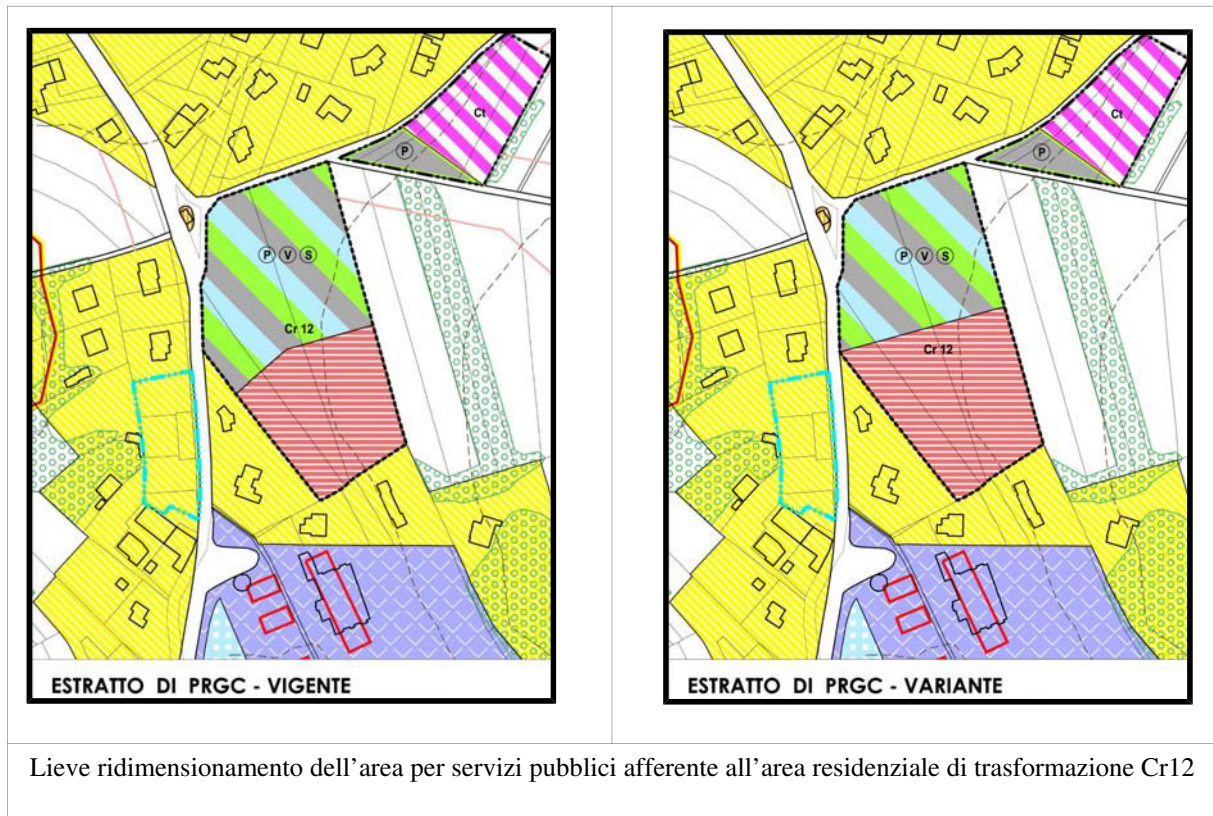 Ct
P
P V S
Cr 12
ESTRATTO DI PRGC - VIGENTE
Ct
P
P V S
Cr 12
ESTRATTO DI PRGC - VARIANTE
Lieve ridimensionamento dell’area per servizi pubblici afferente all’area residenziale di trasformazione Cr12